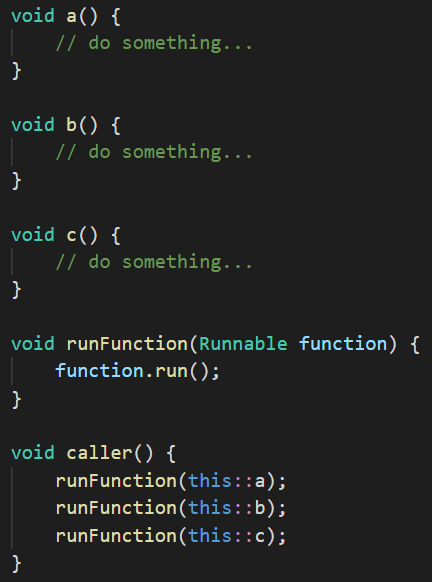 void a() {
    // do something...
}

void b() {
    // do something...
}

void c() {
    // do something...
}

void runFunction(Runnable function) {
    function.run();
}

void caller() {
    runFunction(this::a);
    runFunction(this::b);
    runFunction(this::c);
}